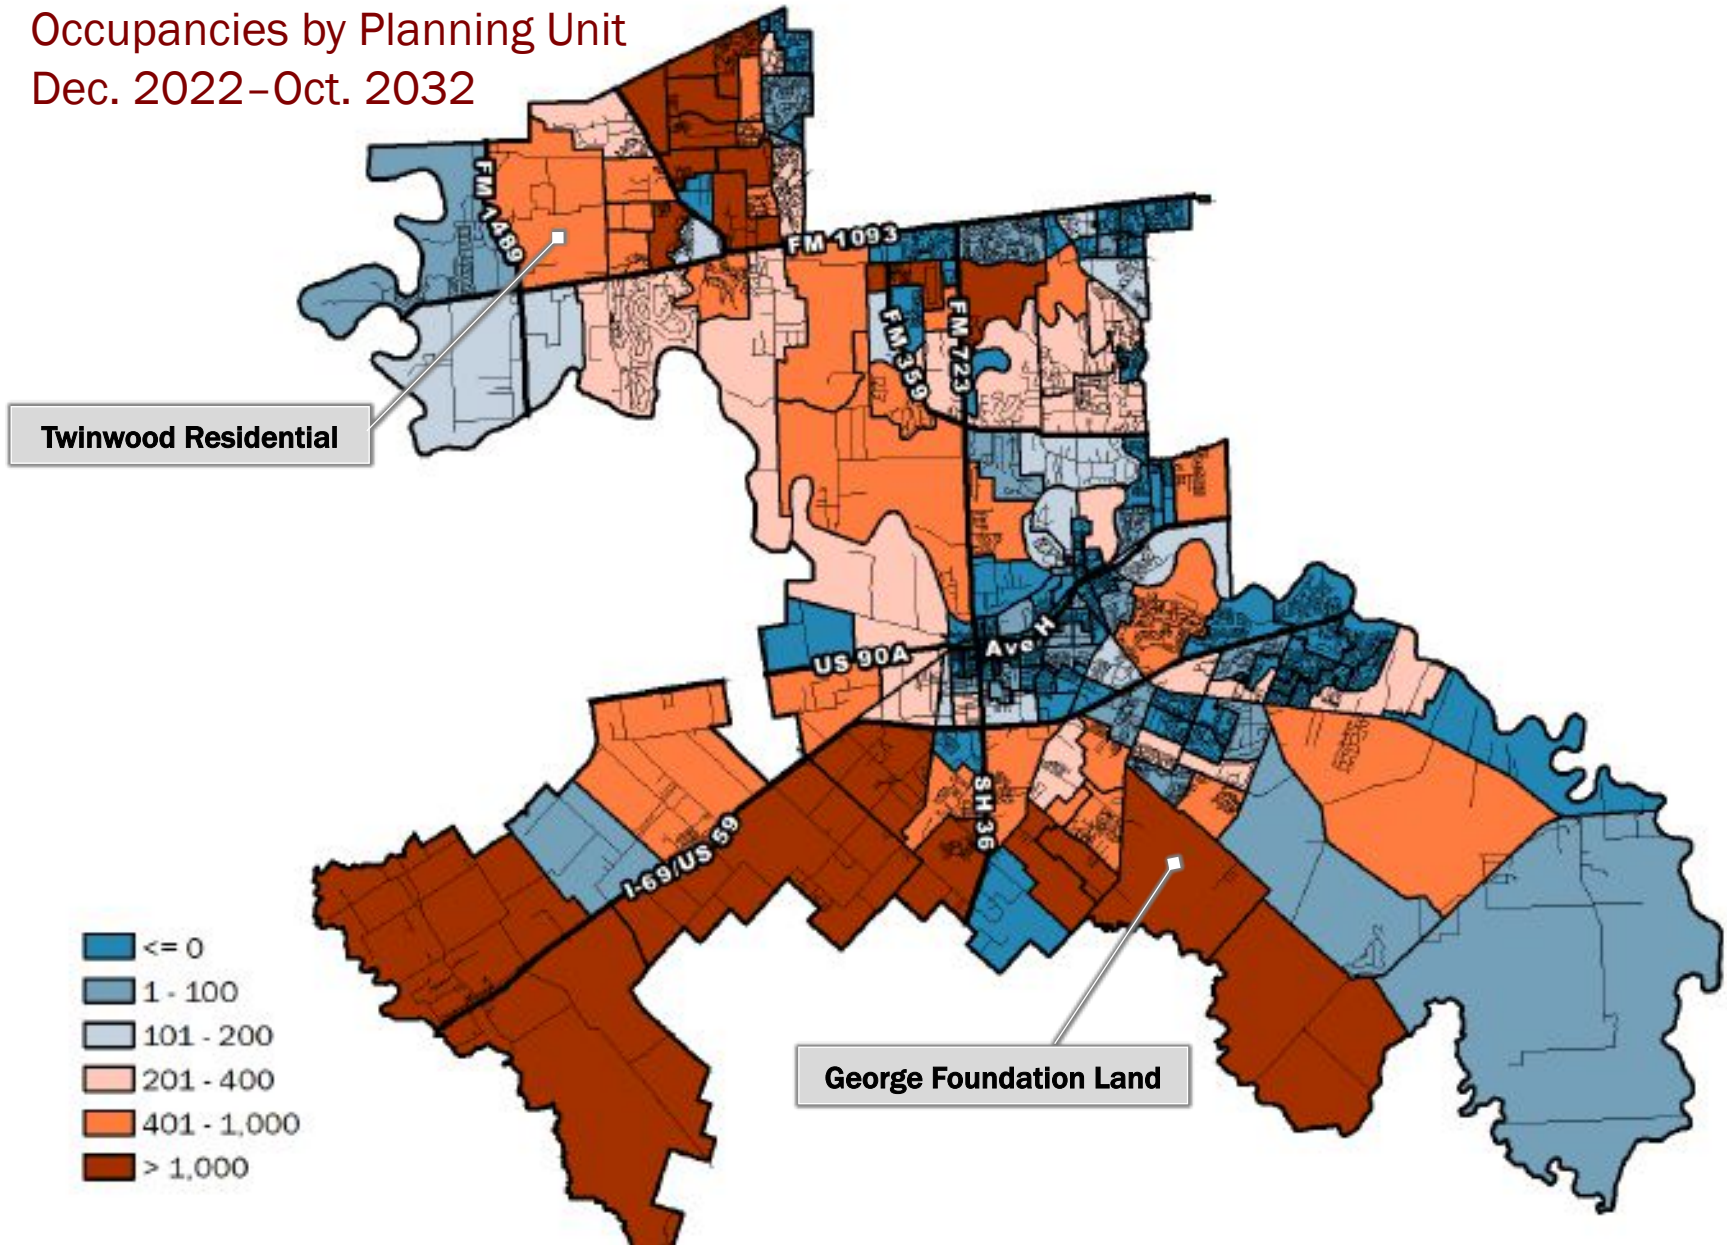 Occupancies by Planning Unit
Dec. 2022–Oct. 2032
FM 1489
FM 1093
FM 359
FM 723
Twinwood Residential
Ave H
US 90A
SH 36
I-69/US 59
George Foundation Land
<= 0
1 - 100
101 - 200
201 - 400
401 - 1,000
> 1,000